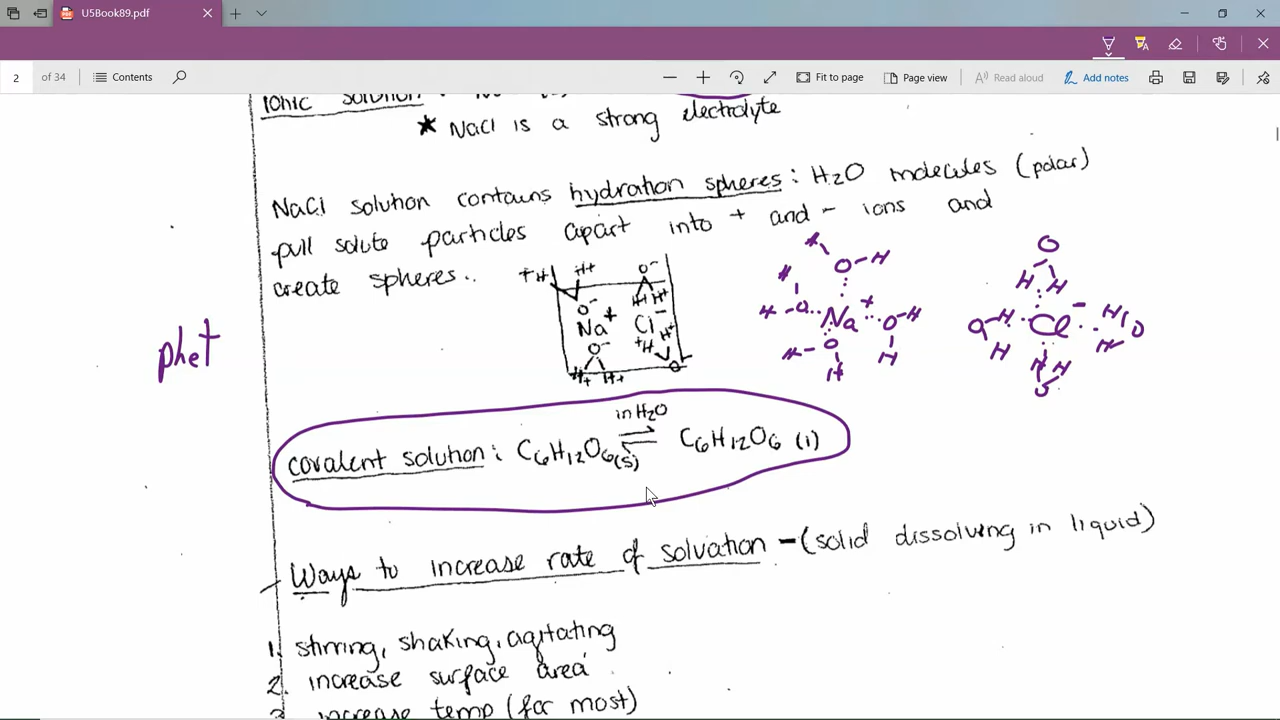 U5Book89.pdf
2 of 34 Contents Fit to page Page view Read aloud Add notes
Ionic solution:
* NaCl is a strong electrolyte
NaCl solution contains hydration spheres: H2O molecules (polar)
pull solute particles apart into + and - ions and
create spheres..
+H H+ O- H+ H+
O- Na+ Cl- H+
O- +H
H+ H+ O
H O-H
H
H-O Na+ O-H
H-O H
H
O
H H
O-H Cl- H O
H H
H H
O
phet
in H2O
covalent solution: C6H12O6(s) ⇌ C6H12O6 (l)
Ways to increase rate of solvation - (solid dissolving in liquid)
1. stirring, shaking, agitating
2. increase surface area
3. increase temp (for most)